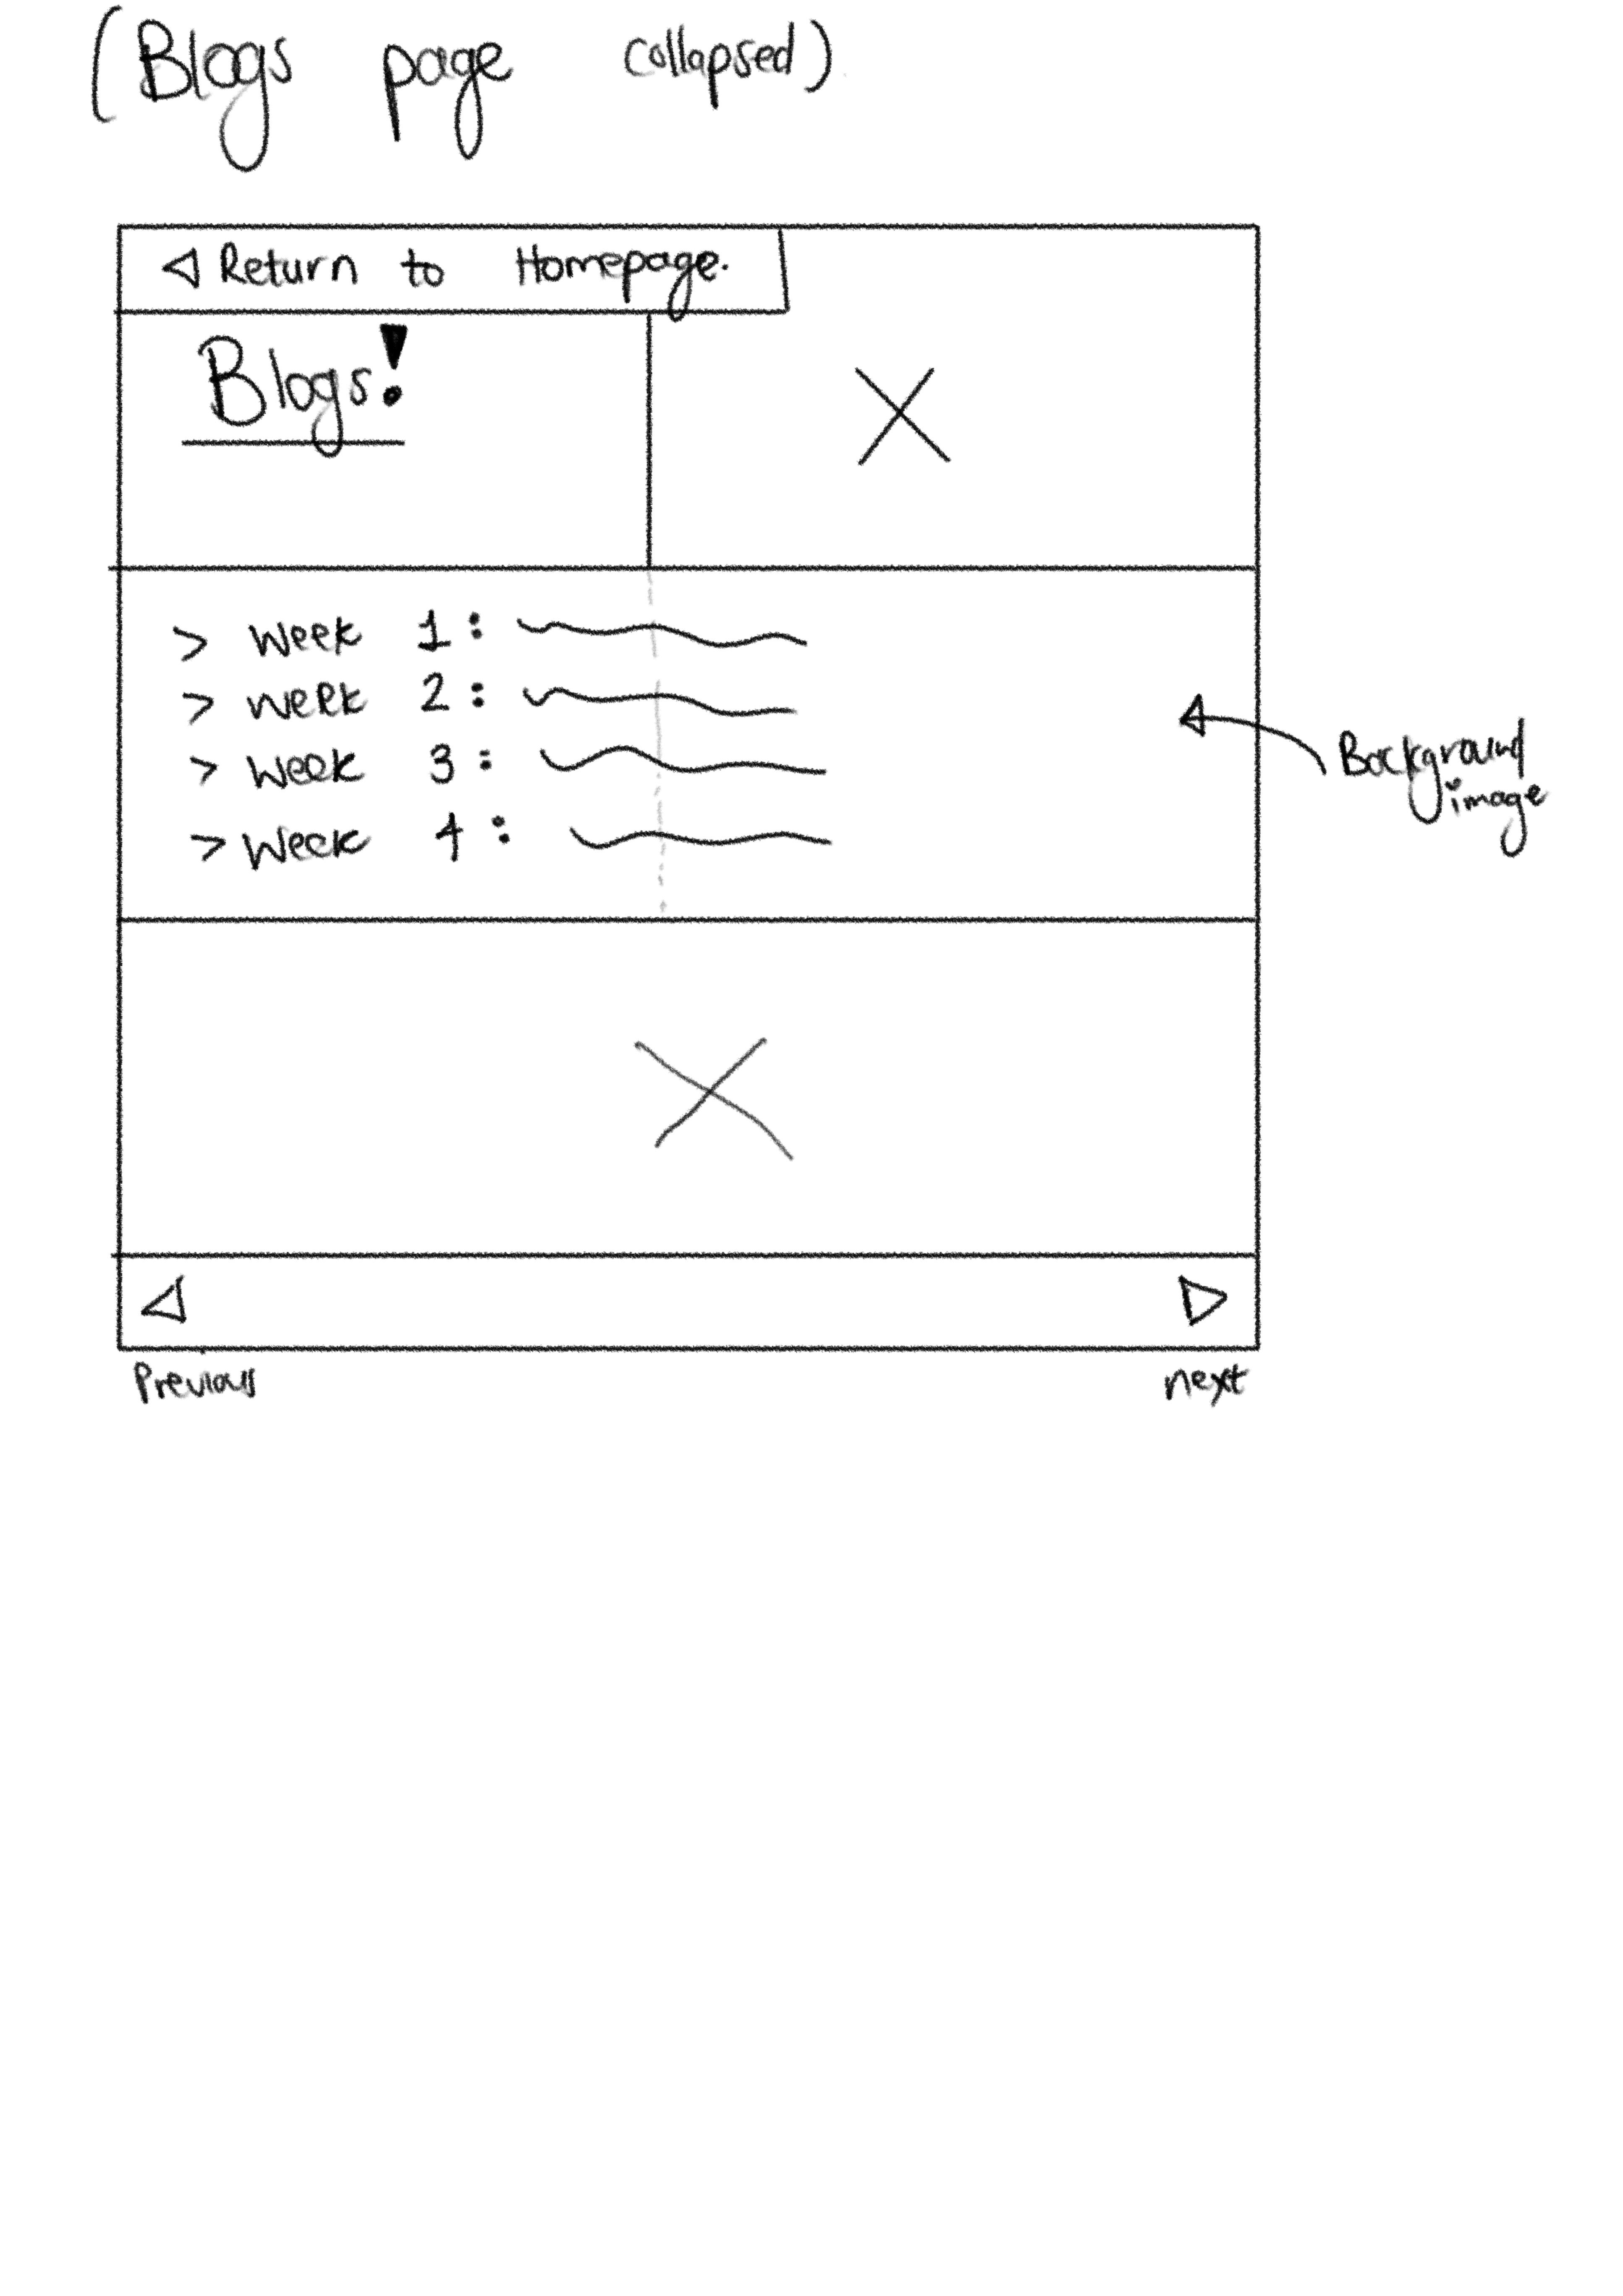 (Blogs page collapsed)
Return to Homepage.
Blogs!
> Week 1:
> Week 2:
> Week 3:
> Week 4:
Background
image
Previous
next